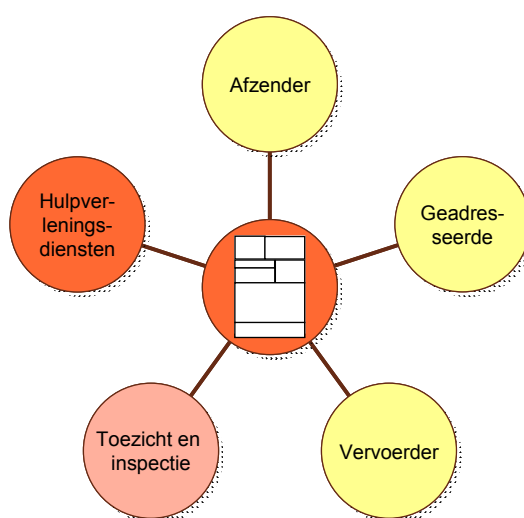 Afzender
Hulpver-
lenings-
diensten
Geadres-
seerde
Toezicht en
inspectie
Vervoerder